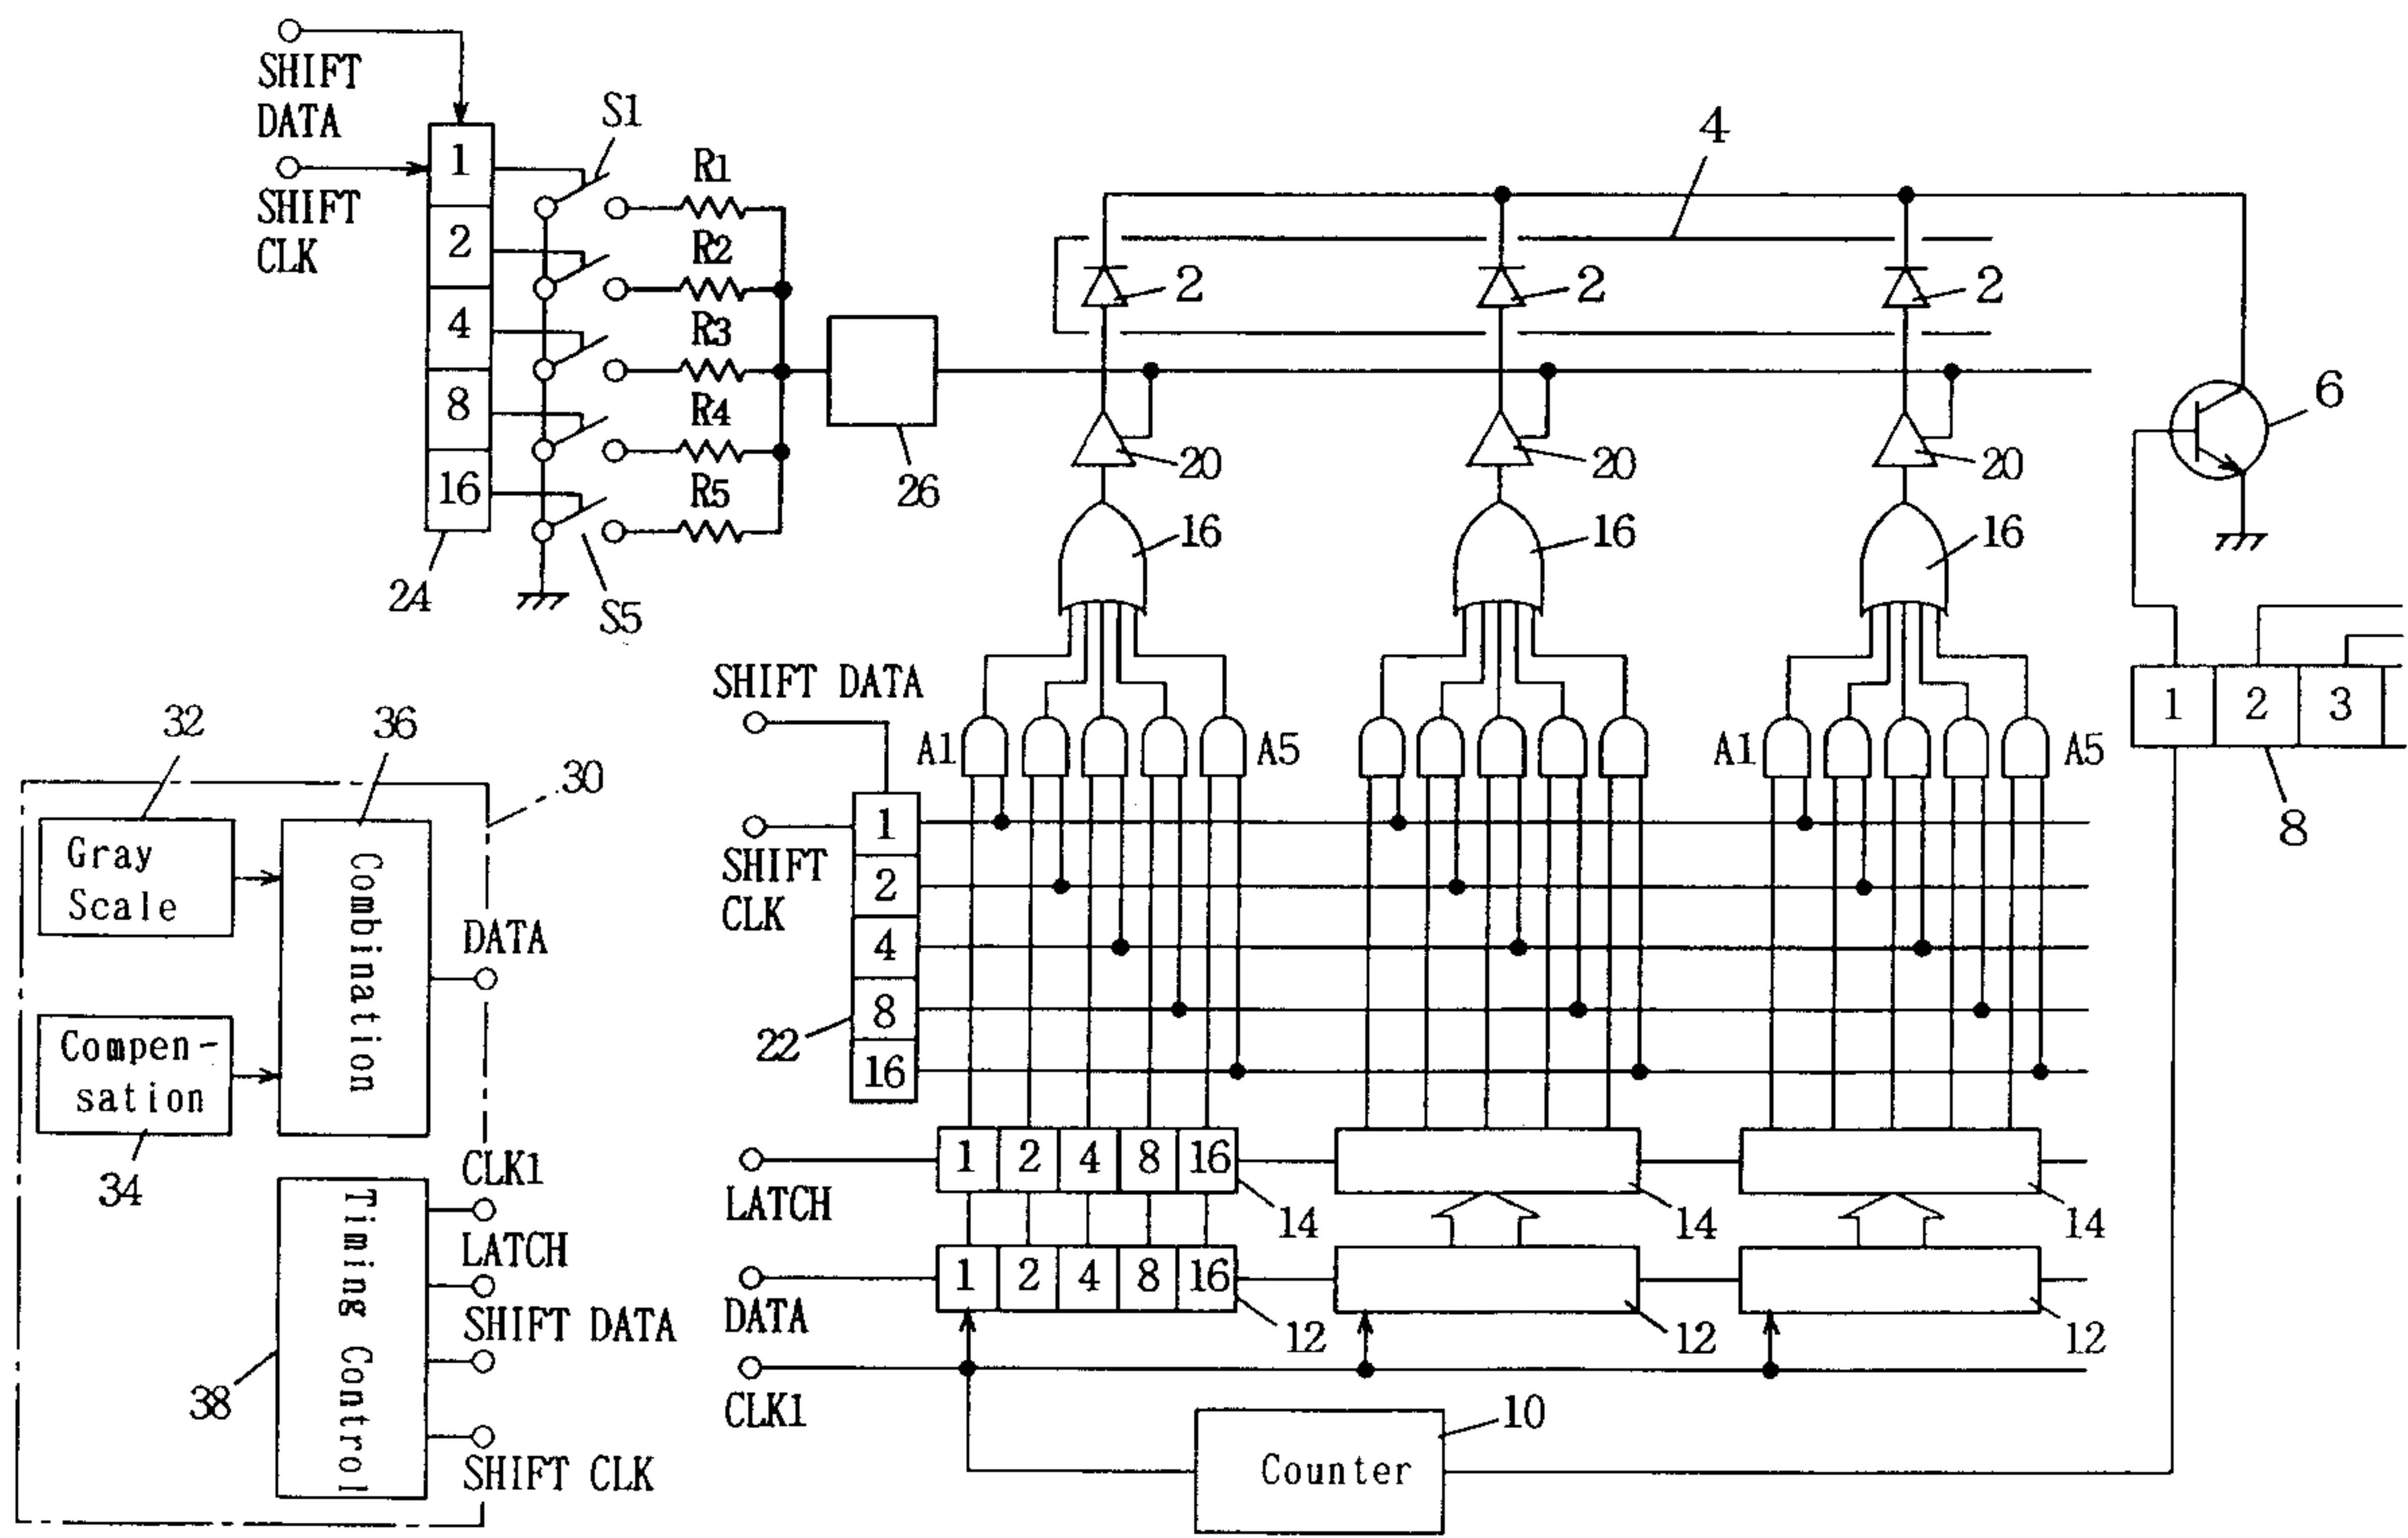 SHIFT
DATA
SHIFT
CLK
1
2
4
8
16
24
S1
S5
R1
R2
R3
R4
R5
26
4
2
2
2
20
20
20
6
16
16
16
1
2
3
8
SHIFT DATA
SHIFT
CLK
A1
A5
A1
A5
1
2
4
8
16
22
32
36
30
Gray
Scale
Combination
DATA
Compen-
sation
34
Timing Control
38
CLK1
LATCH
SHIFT DATA
SHIFT CLK
LATCH
1
2
4
8
16
14
14
14
DATA
1
2
4
8
16
12
12
12
CLK1
Counter
10